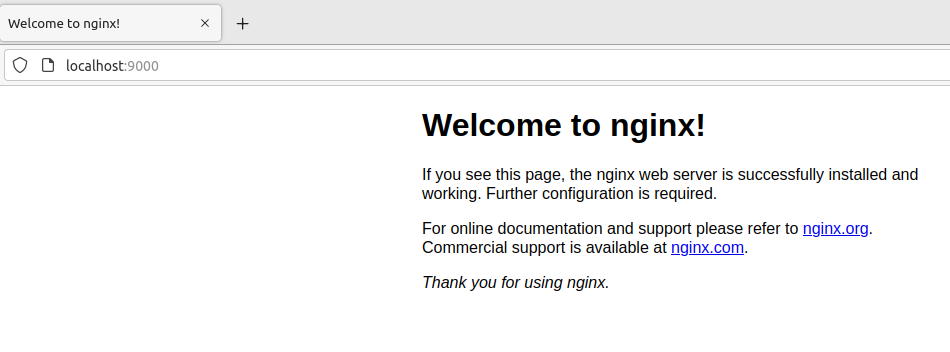 Welcome to nginx!
localhost:9000
Welcome to nginx!
If you see this page, the nginx web server is successfully installed and
working. Further configuration is required.
For online documentation and support please refer to nginx.org.
Commercial support is available at nginx.com.
Thank you for using nginx.